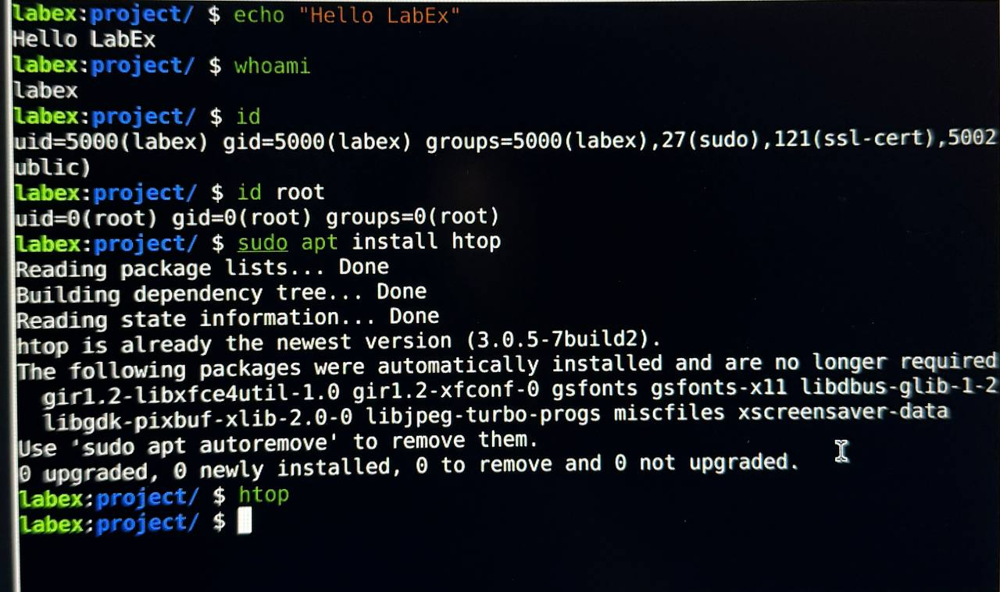 labex:project/ $ echo "Hello LabEx"
Hello LabEx
labex:project/ $ whoami
labex
labex:project/ $ id
uid=5000(labex) gid=5000(labex) groups=5000(labex),27(sudo),121(ssl-cert),5002
ublic)
labex:project/ $ id root
uid=0(root) gid=0(root) groups=0(root)
labex:project/ $ sudo apt install htop
Reading package lists... Done
Building dependency tree... Done
Reading state information... Done
htop is already the newest version (3.0.5-7build2).
The following packages were automatically installed and are no longer required
  gir1.2-libxfce4util-1.0 gir1.2-xfconf-0 gsfonts gsfonts-x11 libdbus-glib-1-2
  libgdk-pixbuf-xlib-2.0-0 libjpeg-turbo-progs miscfiles xscreensaver-data
Use 'sudo apt autoremove' to remove them.
0 upgraded, 0 newly installed, 0 to remove and 0 not upgraded.
labex:project/ $ htop
labex:project/ $